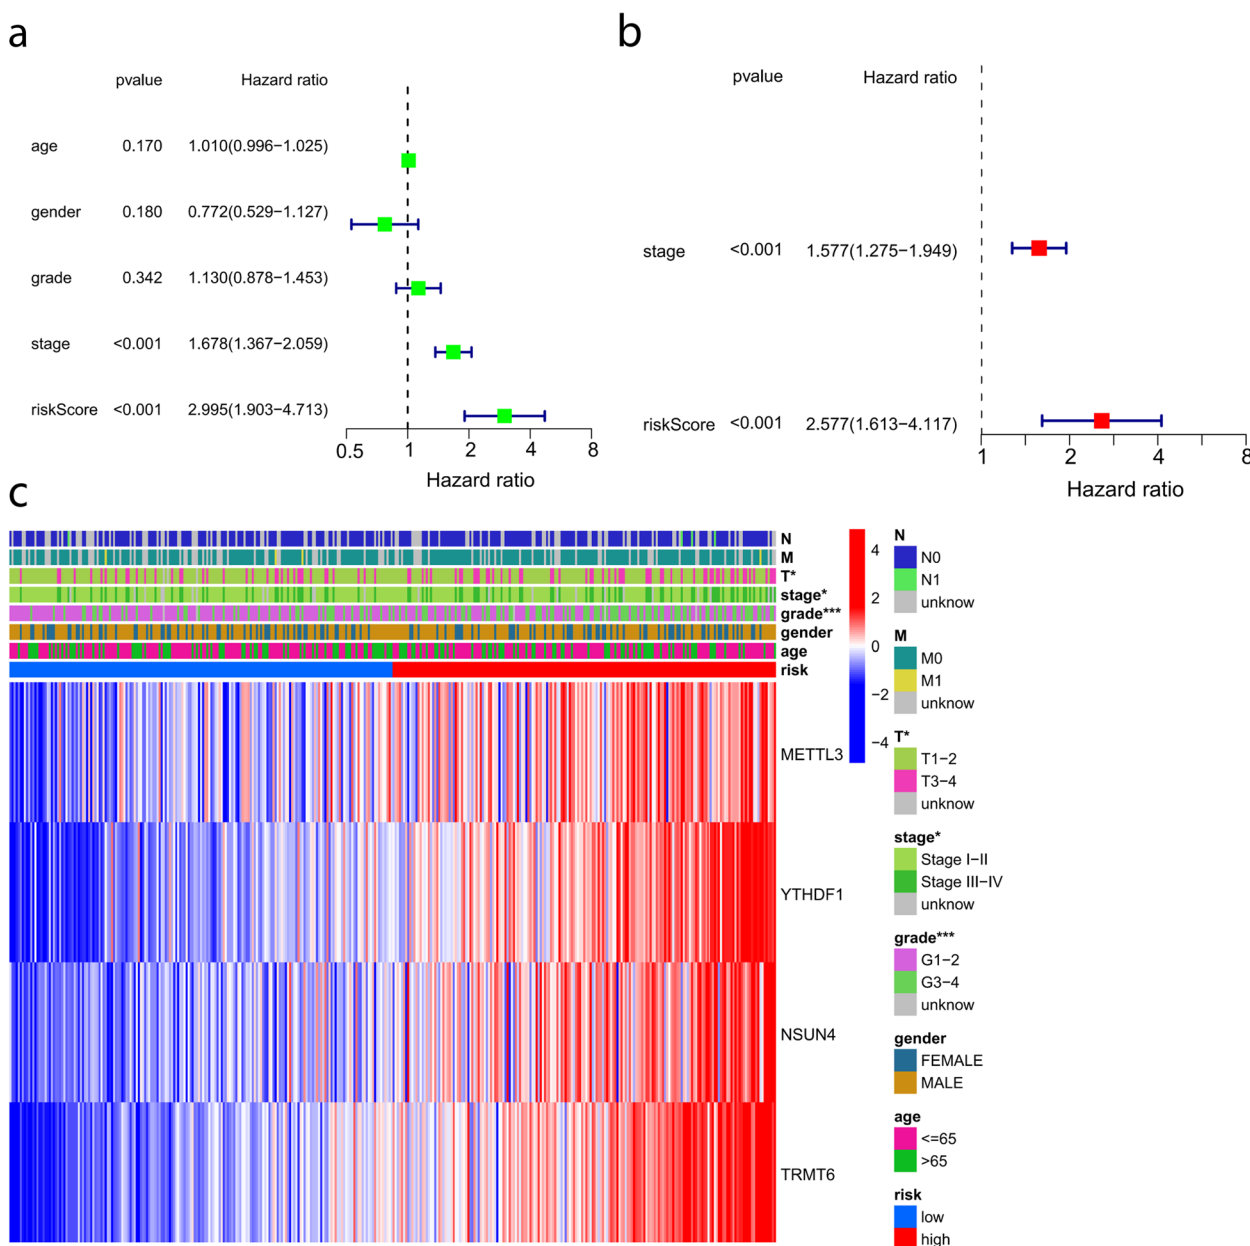 a
pvalue Hazard ratio
age 0.170 1.010(0.996−1.025)
gender 0.180 0.772(0.529−1.127)
grade 0.342 1.130(0.878−1.453)
stage <0.001 1.678(1.367−2.059)
riskScore <0.001 2.995(1.903−4.713)
0.5 1 2 4 8
Hazard ratio
b
pvalue Hazard ratio
stage <0.001 1.577(1.275−1.949)
riskScore <0.001 2.577(1.613−4.117)
1 2 4 8
Hazard ratio
c
N
M
T*
stage*
grade***
gender
age
risk
METTL3
YTHDF1
NSUN4
TRMT6
4
2
0
−2
−4
N
N0
N1
unknow
M
M0
M1
unknow
T*
T1−2
T3−4
unknow
stage*
Stage I−II
Stage III−IV
unknow
grade***
G1−2
G3−4
unknow
gender
FEMALE
MALE
age
<=65
>65
risk
low
high